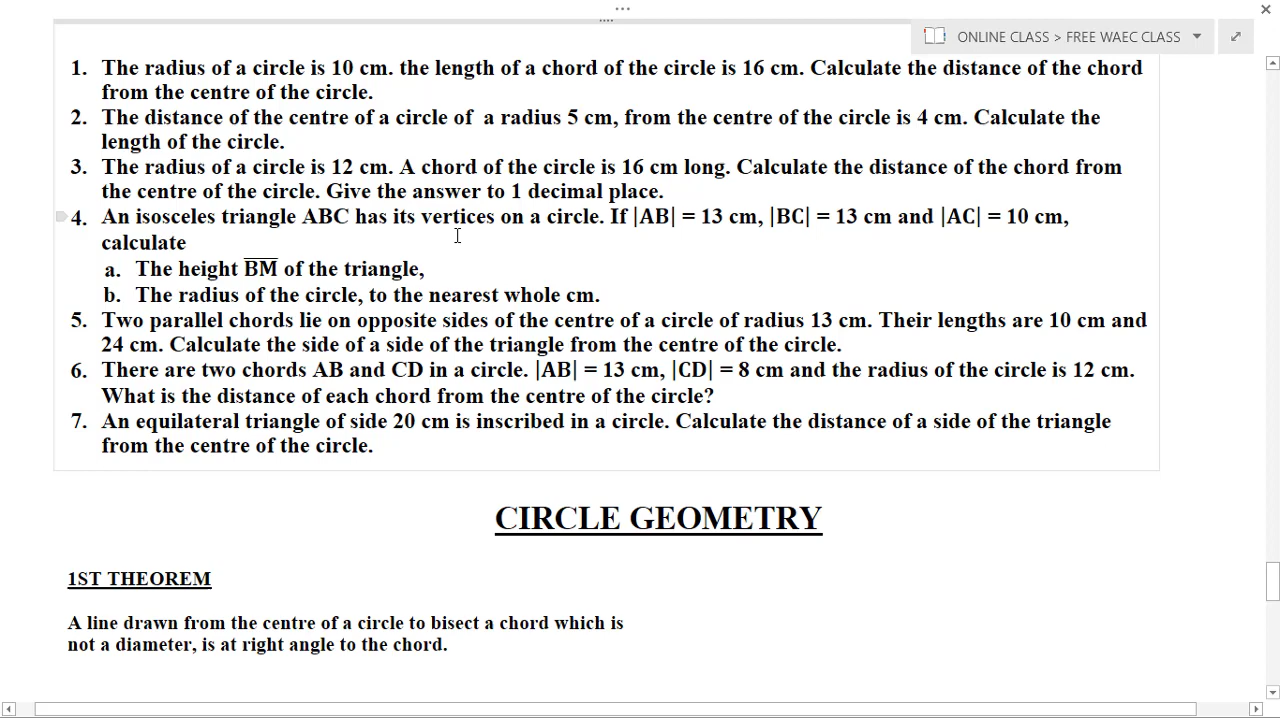 ONLINE CLASS > FREE WAEC CLASS
1. The radius of a circle is 10 cm. the length of a chord of the circle is 16 cm. Calculate the distance of the chord
from the centre of the circle.
2. The distance of the centre of a circle of a radius 5 cm, from the centre of the circle is 4 cm. Calculate the
length of the circle.
3. The radius of a circle is 12 cm. A chord of the circle is 16 cm long. Calculate the distance of the chord from
the centre of the circle. Give the answer to 1 decimal place.
4. An isosceles triangle ABC has its vertices on a circle. If |AB| = 13 cm, |BC| = 13 cm and |AC| = 10 cm,
calculate
a. The height B̅M̅ of the triangle,
b. The radius of the circle, to the nearest whole cm.
5. Two parallel chords lie on opposite sides of the centre of a circle of radius 13 cm. Their lengths are 10 cm and
24 cm. Calculate the side of a side of the triangle from the centre of the circle.
6. There are two chords AB and CD in a circle. |AB| = 13 cm, |CD| = 8 cm and the radius of the circle is 12 cm.
What is the distance of each chord from the centre of the circle?
7. An equilateral triangle of side 20 cm is inscribed in a circle. Calculate the distance of a side of the triangle
from the centre of the circle.
CIRCLE GEOMETRY
1ST THEOREM
A line drawn from the centre of a circle to bisect a chord which is
not a diameter, is at right angle to the chord.